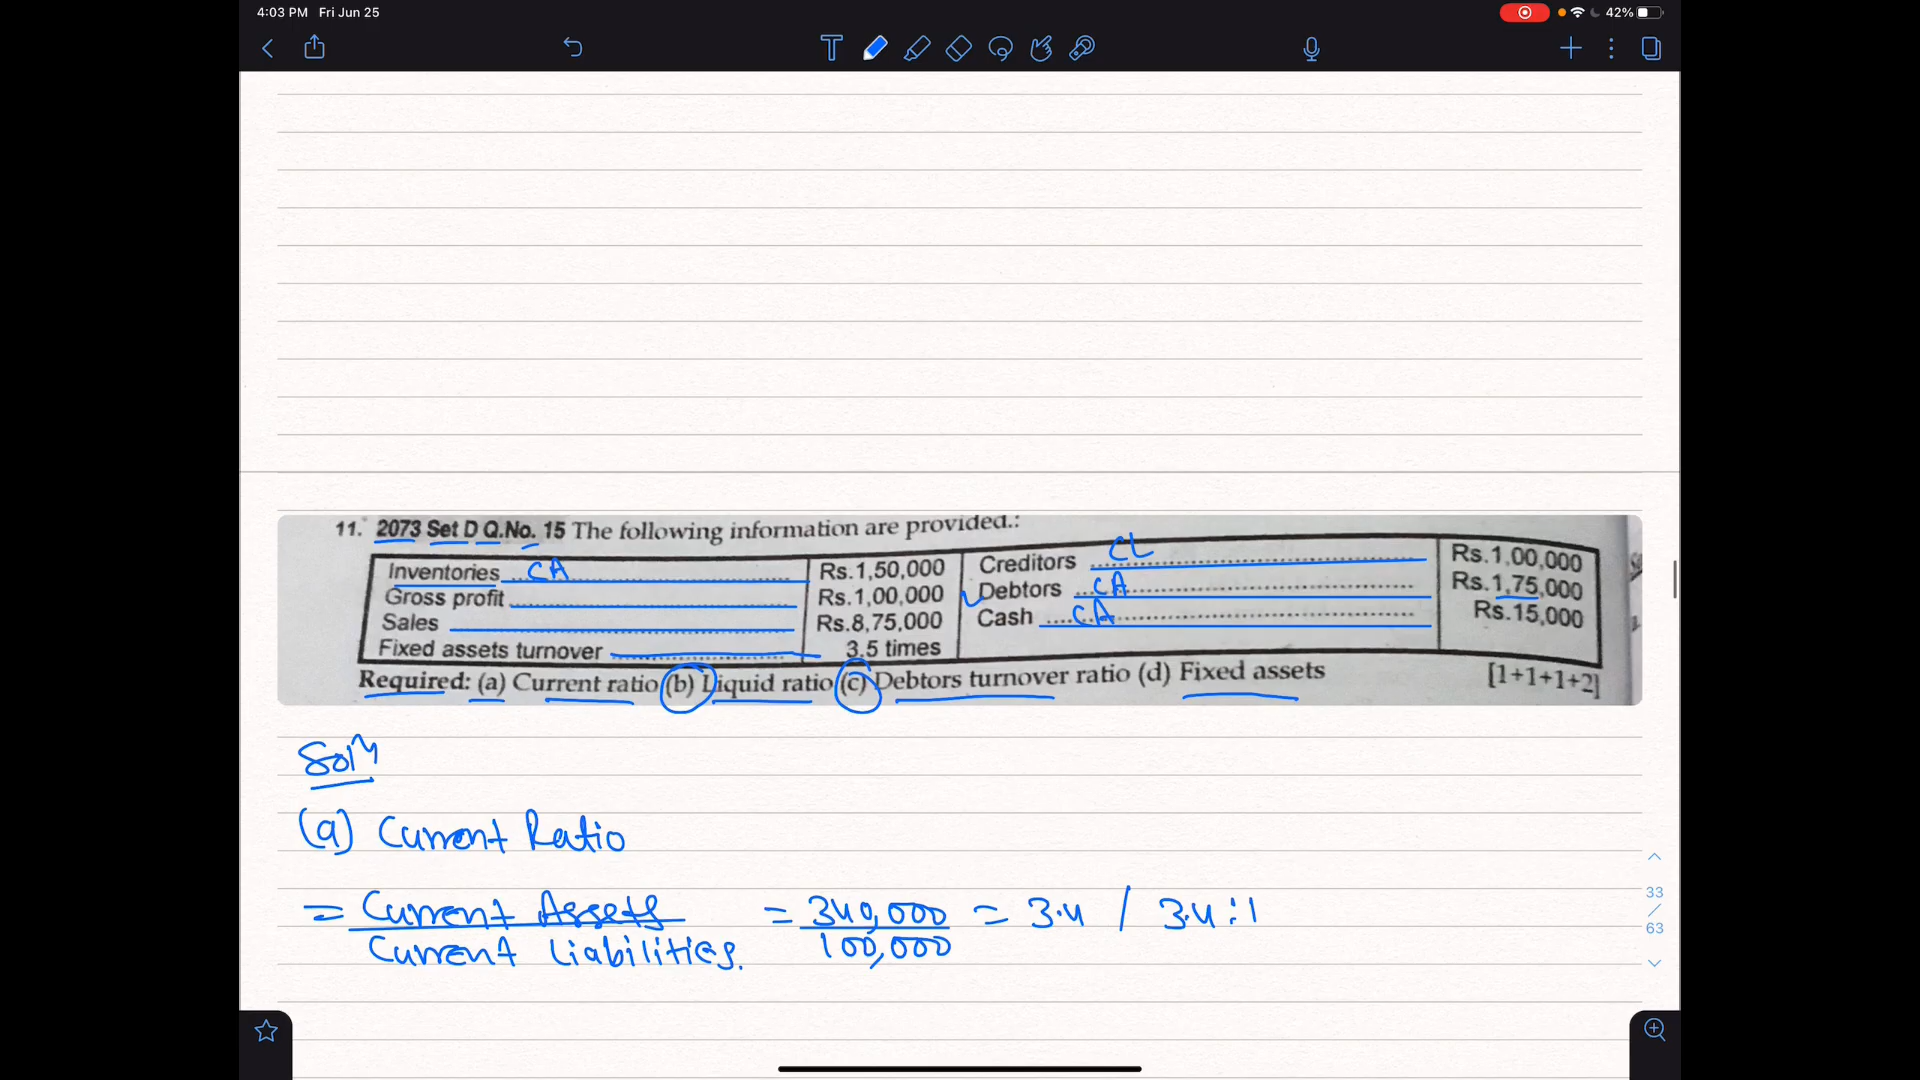 4:03 PM Fri Jun 25
42%
11. 2073 Set D Q.No. 15 The following information are provided.:
Inventories CA Rs.1,50,000 Creditors CL Rs.1,00,000
Gross profit Rs.1,00,000 Debtors CA Rs.1,75,000
Sales Rs.8,75,000 Cash CA Rs.15,000
Fixed assets turnover 3.5 times
Required: (a) Current ratio (b) Liquid ratio (c) Debtors turnover ratio (d) Fixed assets [1+1+1+2]
Solⁿ
(a) Current Ratio
= Current Assets = 340,000 = 3.4 / 3.4:1
Current Liabilities. 100,000
33
/
63